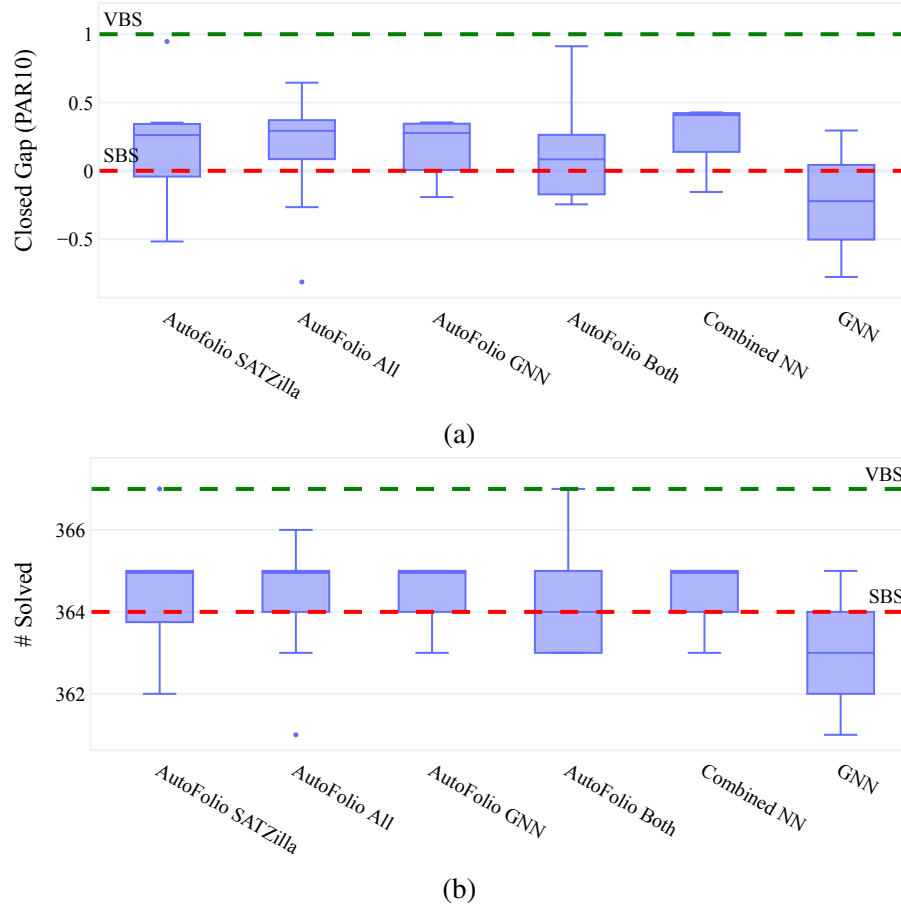 VBS
1
0.5
SBS
0
−0.5
Closed Gap (PAR10)
Autofolio SATZilla
AutoFolio All
AutoFolio GNN
AutoFolio Both
Combined NN
GNN
(a)
VBS
366
SBS
364
362
# Solved
AutoFolio SATZilla
AutoFolio All
AutoFolio GNN
AutoFolio Both
Combined NN
GNN
(b)